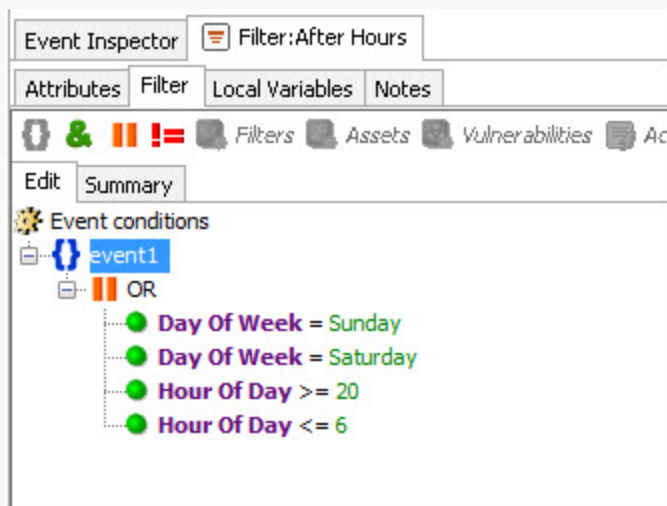 Event Inspector Filter:After Hours
Attributes Filter Local Variables Notes
& != Filters Assets Vulnerabilities
Edit Summary
Event conditions
{} event1
OR
Day Of Week = Sunday
Day Of Week = Saturday
Hour Of Day >= 20
Hour Of Day <= 6